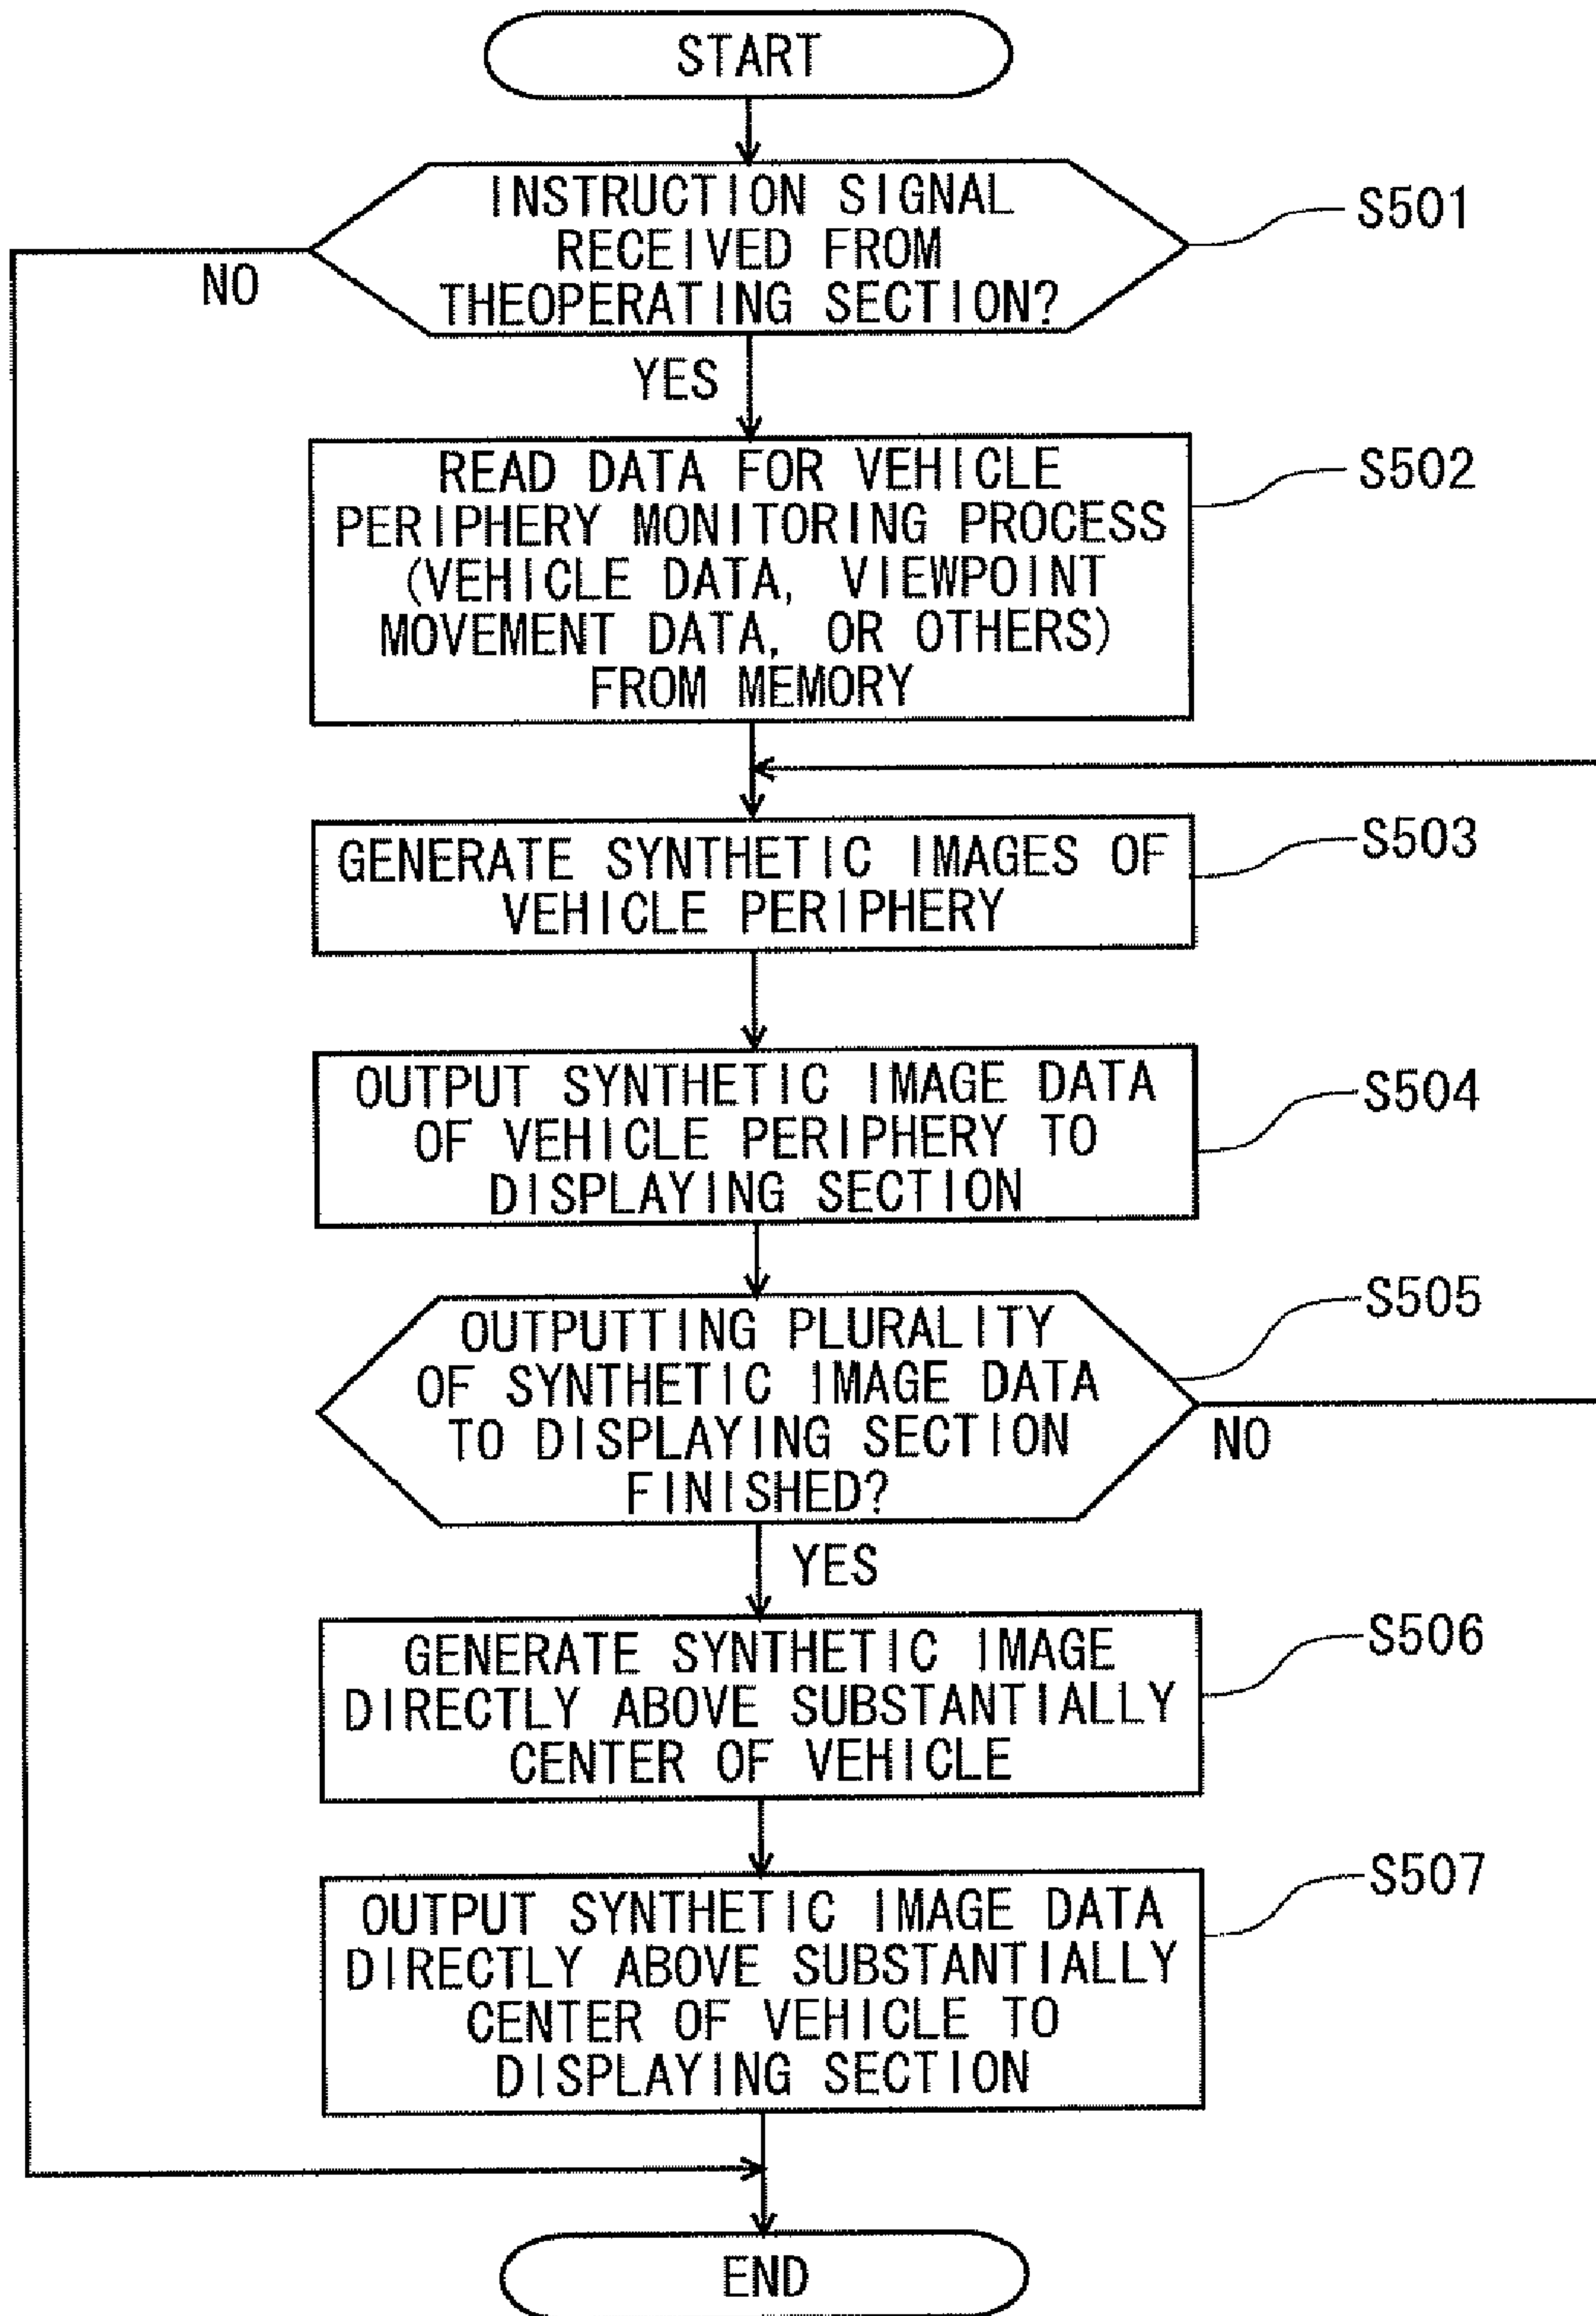 START
INSTRUCTION SIGNAL
RECEIVED FROM
THEOPERATING SECTION?
S501
NO
YES
READ DATA FOR VEHICLE
PERIPHERY MONITORING PROCESS
(VEHICLE DATA, VIEWPOINT
MOVEMENT DATA, OR OTHERS)
FROM MEMORY
S502
GENERATE SYNTHETIC IMAGES OF
VEHICLE PERIPHERY
S503
OUTPUT SYNTHETIC IMAGE DATA
OF VEHICLE PERIPHERY TO
DISPLAYING SECTION
S504
OUTPUTTING PLURALITY
OF SYNTHETIC IMAGE DATA
TO DISPLAYING SECTION
FINISHED?
S505
NO
YES
GENERATE SYNTHETIC IMAGE
DIRECTLY ABOVE SUBSTANTIALLY
CENTER OF VEHICLE
S506
OUTPUT SYNTHETIC IMAGE DATA
DIRECTLY ABOVE SUBSTANTIALLY
CENTER OF VEHICLE TO
DISPLAYING SECTION
S507
END